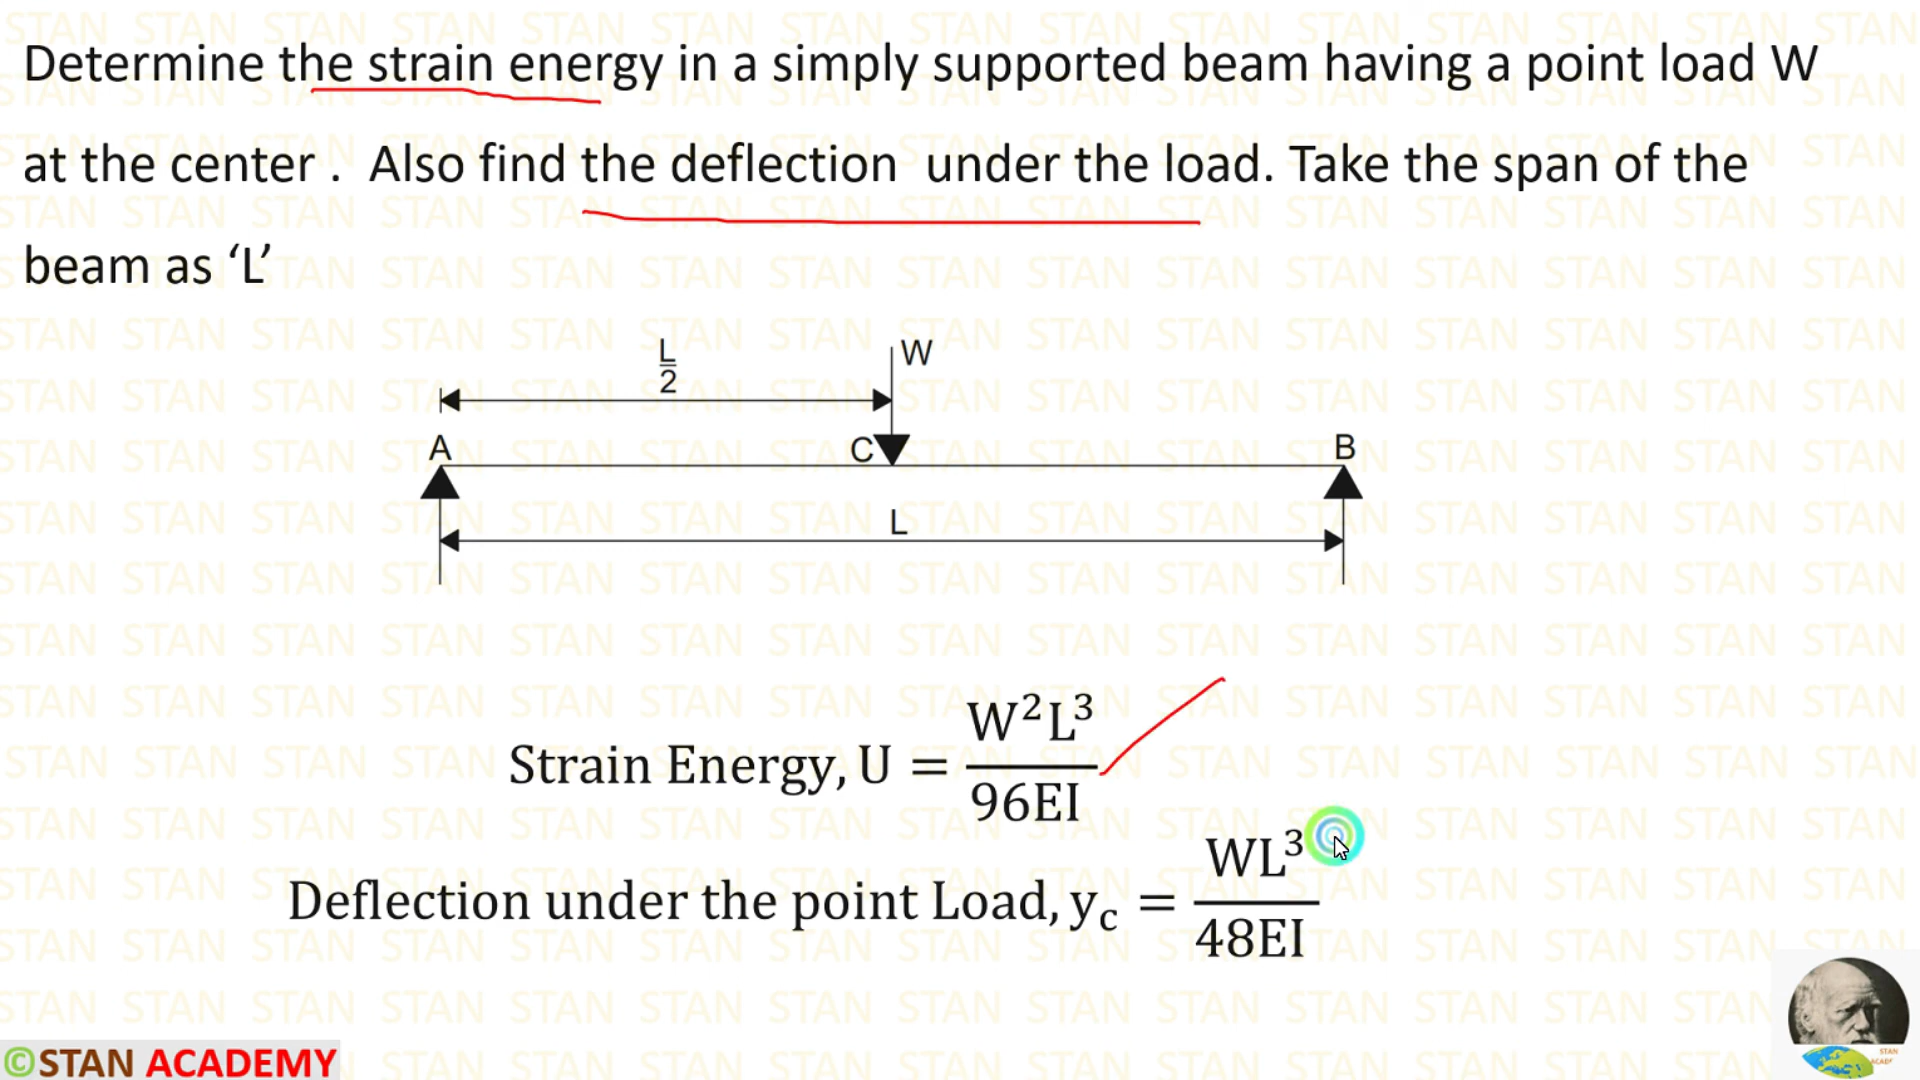 Determine the strain energy in a simply supported beam having a point load W
at the center . Also find the deflection under the load. Take the span of the
beam as ‘L’
L
2
W
A
C
B
L
Strain Energy, U = W²L³ / 96EI
Deflection under the point Load, y_c = WL³ / 48EI
©STAN ACADEMY
STAN